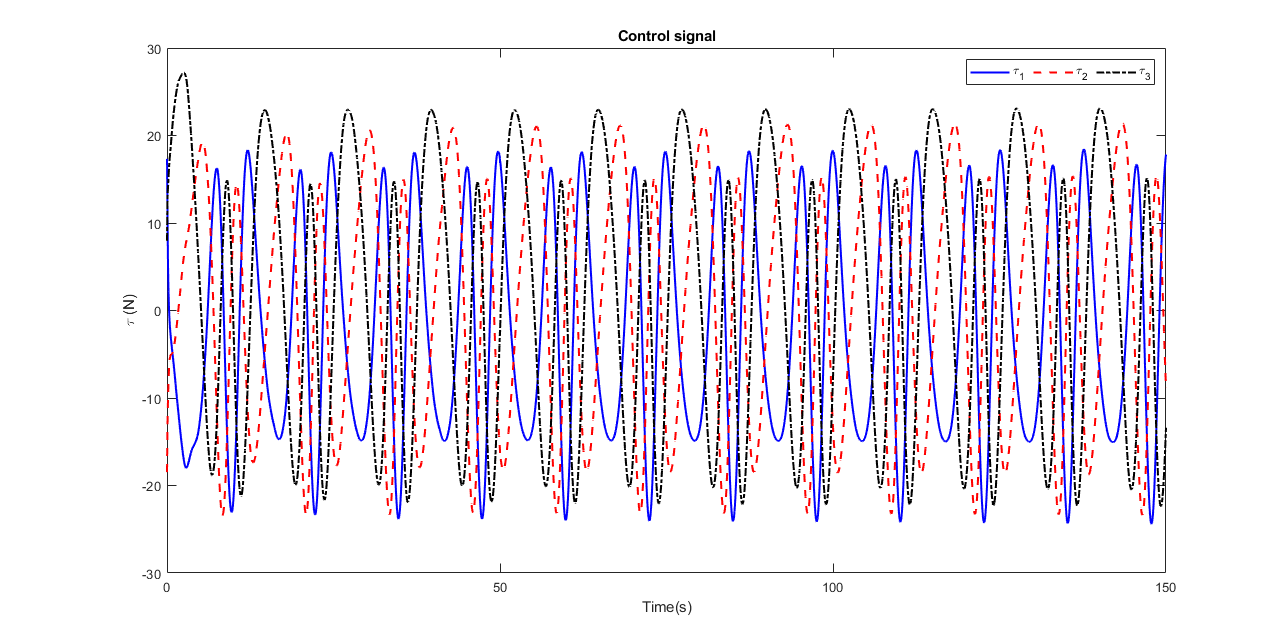 Control signal
τ1 τ2 τ3
30
20
10
0
-10
-20
-30
τ (N)
0 50 100 150
Time(s)